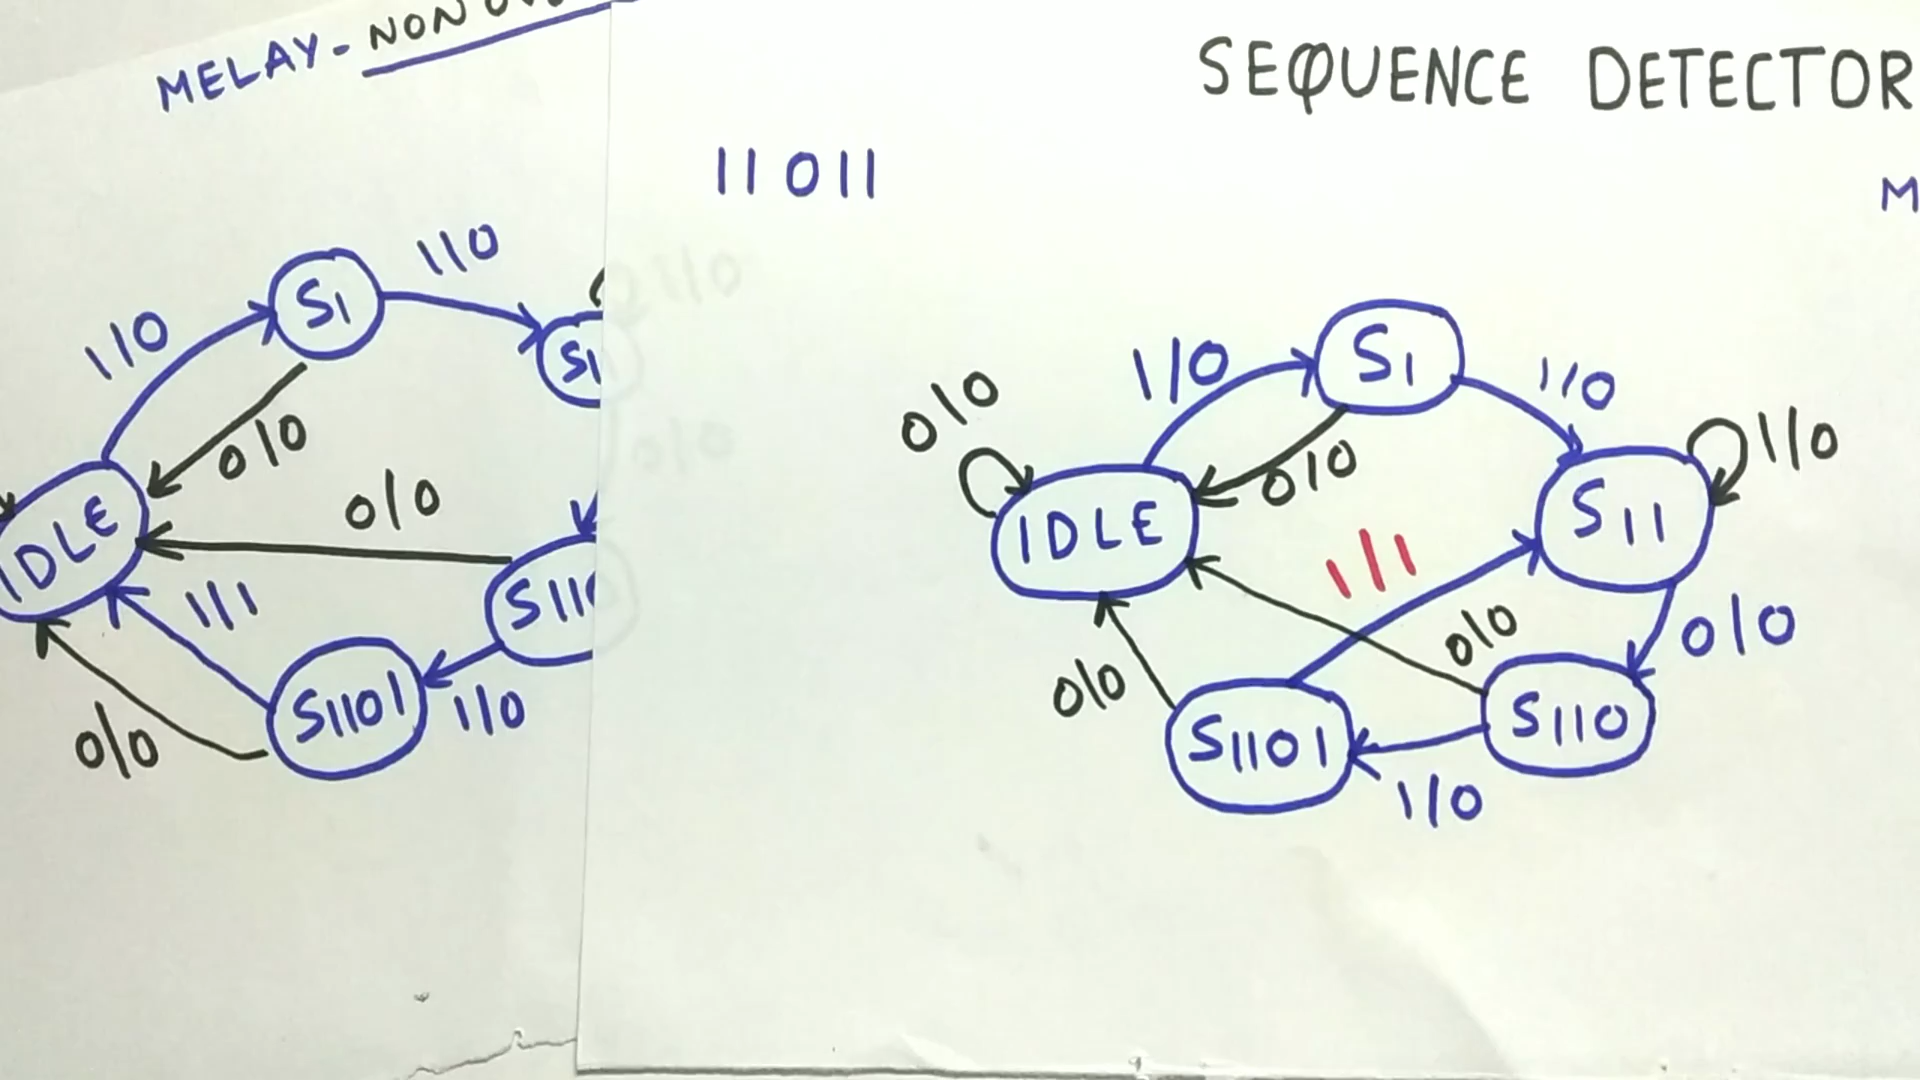 MELAY - NON
1/0
S1
1/0
0/0
0/0
IDLE
1/1
S1101
1/0
0/0
SEQUENCE DETECTOR
11011
M
0/0
1/0
S1
1/0
1/0
0/0
IDLE
S11
1/1
0/0
0/0
0/0
S1101
S110
1/0